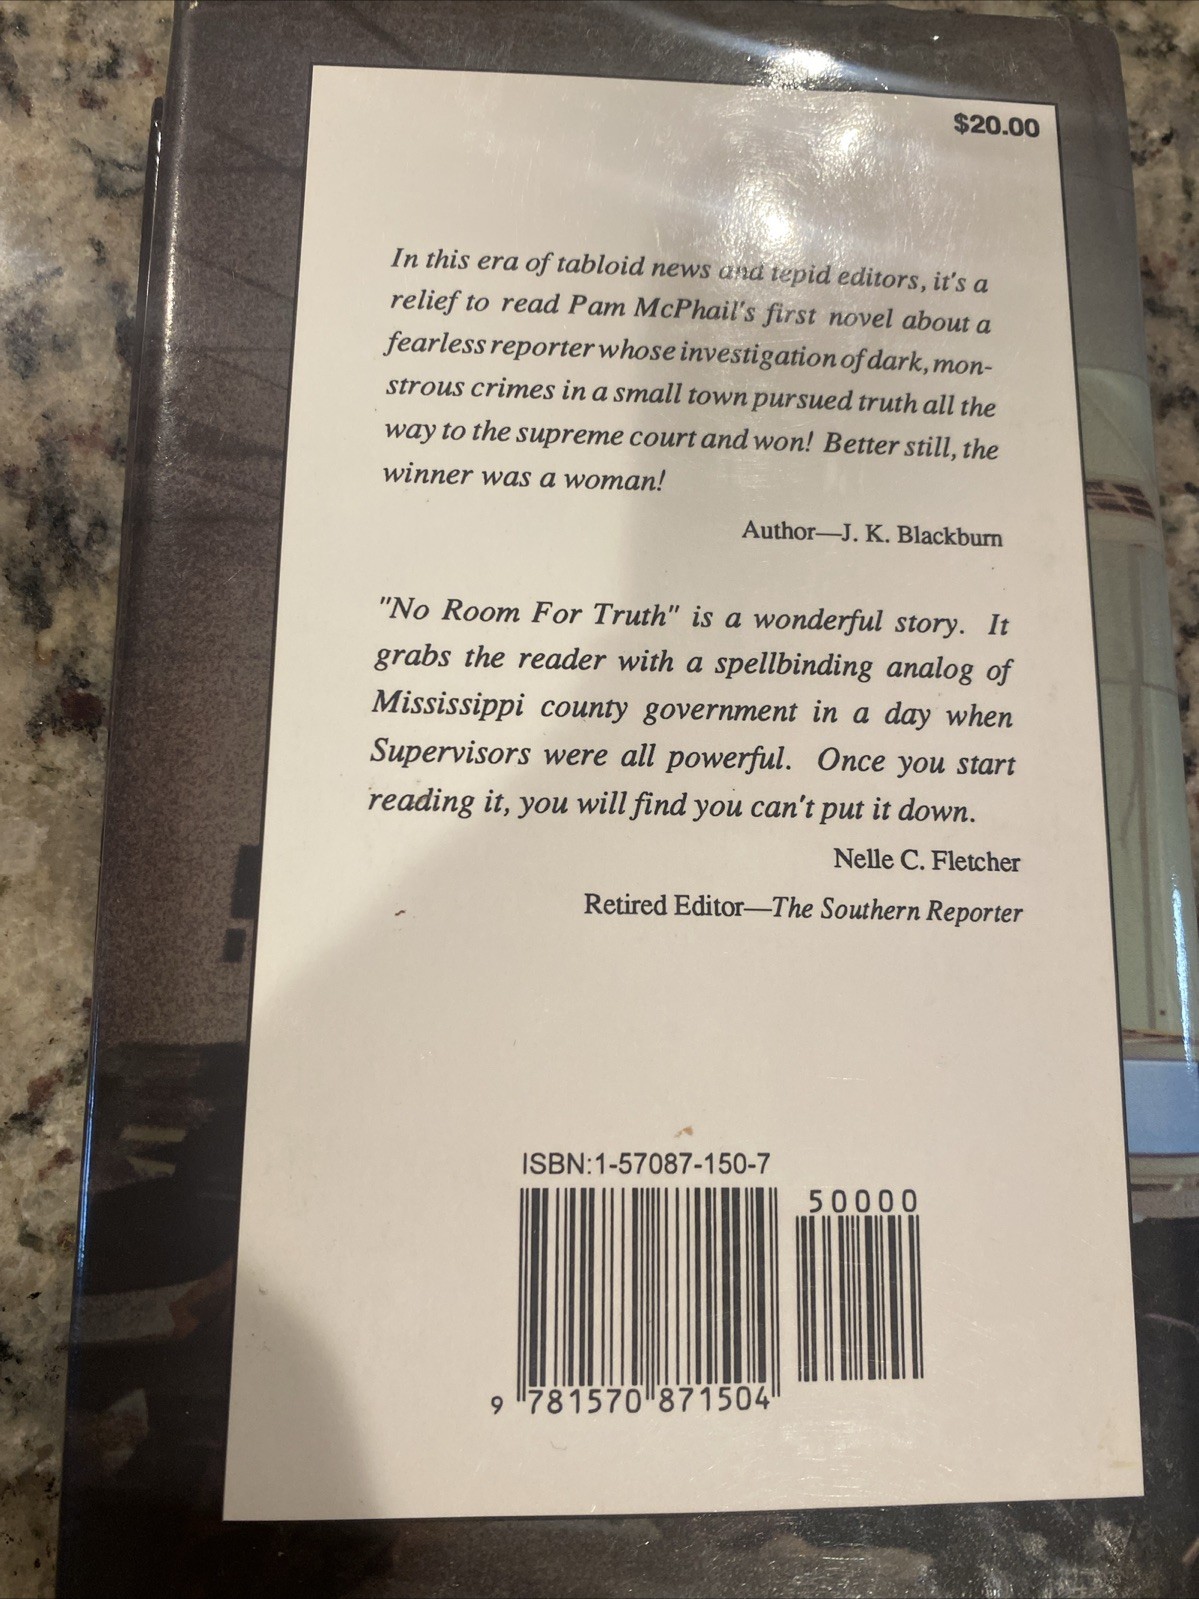 $20.00
In this era of tabloid news and tepid editors, it's a
relief to read Pam McPhail's first novel about a
fearless reporter whose investigation of dark, mon-
strous crimes in a small town pursued truth all the
way to the supreme court and won! Better still, the
winner was a woman!
Author—J. K. Blackburn
"No Room For Truth" is a wonderful story. It
grabs the reader with a spellbinding analog of
Mississippi county government in a day when
Supervisors were all powerful. Once you start
reading it, you will find you can't put it down.
Nelle C. Fletcher
Retired Editor—The Southern Reporter
ISBN:1-57087-150-7
50000
9 781570 871504